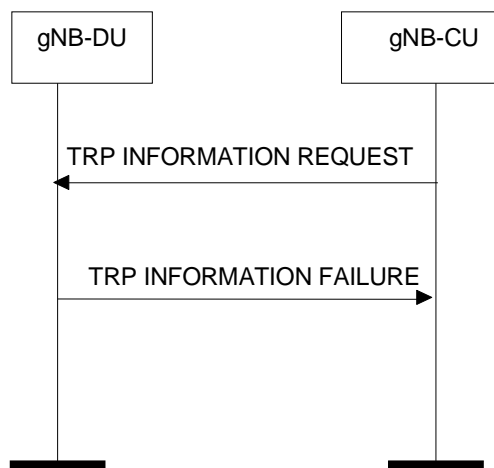 gNB-DU
gNB-CU
TRP INFORMATION REQUEST
TRP INFORMATION FAILURE